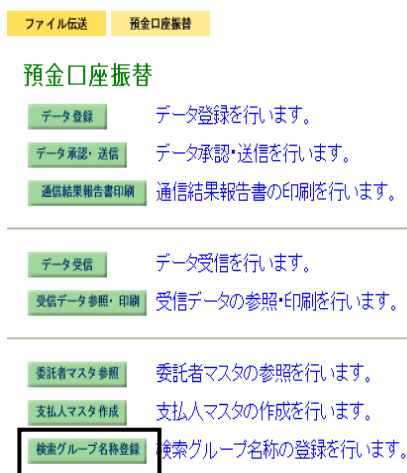 ファイル伝送 預金口座振替
預金口座振替
データ登録 データ登録を行います。
データ承認・送信 データ承認・送信を行います。
通信結果報告書印刷 通信結果報告書の印刷を行います。
データ受信 データ受信を行います。
受信データ参照・印刷 受信データの参照・印刷を行います。
委託者マスタ参照 委託者マスタの参照を行います。
支払人マスタ作成 支払人マスタの作成を行います。
検索グループ名称登録 検索グループ名称の登録を行います。